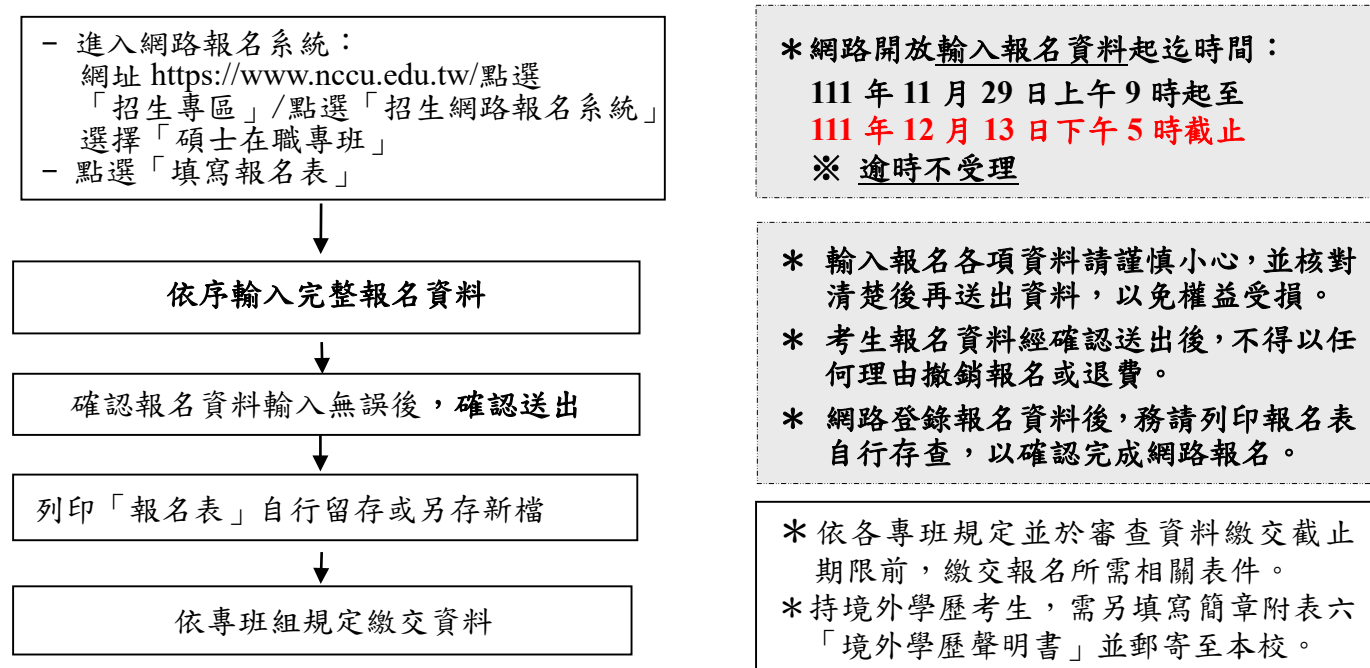 - 進入網路報名系統：
網址 https://www.nccu.edu.tw/點選
「招生專區」/點選「招生網路報名系統」
選擇「碩士在職專班」
- 點選「填寫報名表」
依序輸入完整報名資料
確認報名資料輸入無誤後，確認送出
列印「報名表」自行留存或另存新檔
依專班組規定繳交資料
＊網路開放輸入報名資料起迄時間：
111 年 11 月 29 日上午 9 時起至
111 年 12 月 13 日下午 5 時截止
※ 逾時不受理
＊ 輸入報名各項資料請謹慎小心，並核對
清楚後再送出資料，以免權益受損。
＊ 考生報名資料經確認送出後，不得以任
何理由撤銷報名或退費。
＊ 網路登錄報名資料後，務請列印報名表
自行存查，以確認完成網路報名。
＊依各專班規定並於審查資料繳交截止
期限前，繳交報名所需相關表件。
＊持境外學歷考生，需另填寫簡章附表六
「境外學歷聲明書」並郵寄至本校。